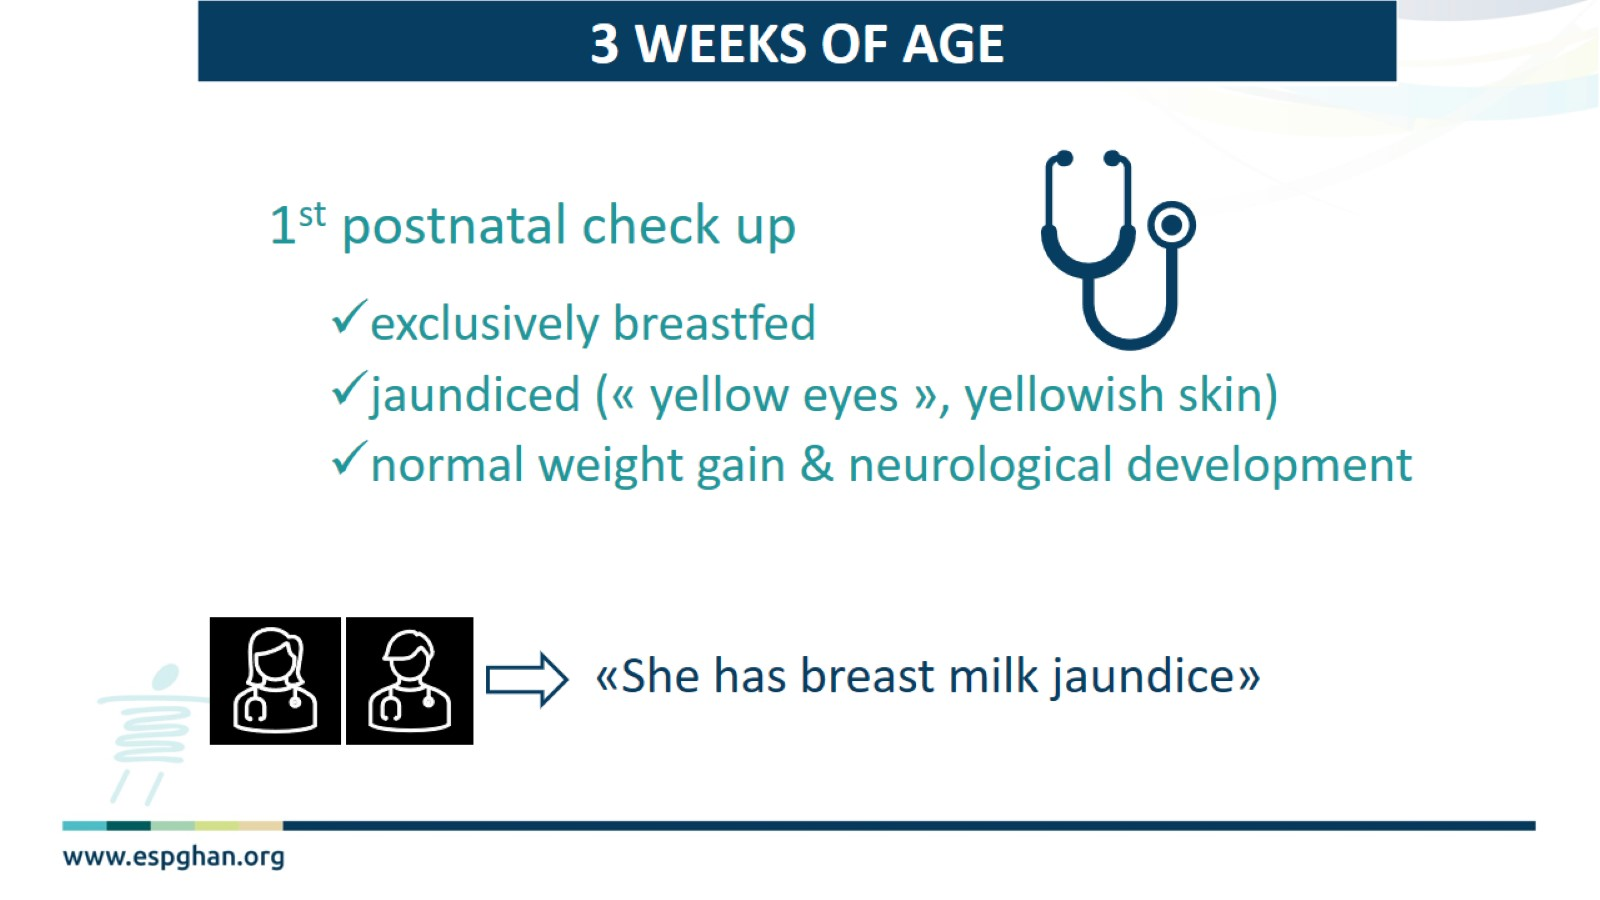 3 WEEKS OF AGE
1st postnatal check up
✓exclusively breastfed
✓jaundiced (« yellow eyes », yellowish skin)
✓normal weight gain & neurological development
«She has breast milk jaundice»
www.espghan.org